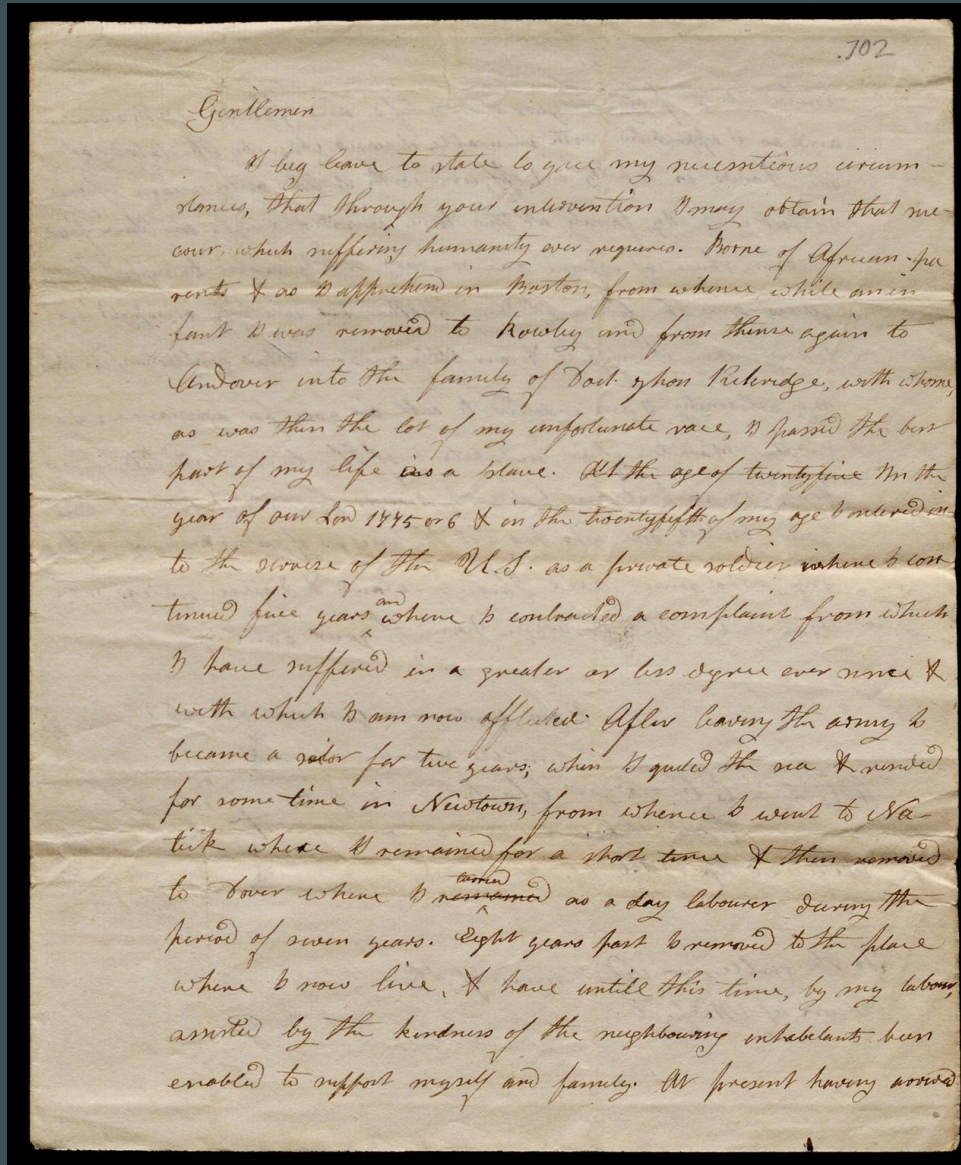 .702
Gentlemen
I beg leave to state to you my necessitious circum-
stances, that through your intervention I may obtain that suc-
cour, which suffering humanity ever requires. Borne of African pa
rents & as I apprehend in Boston, from whence while an in
fant I was removed to Rowley and from thense again to
Andover into the family of Doct. Jhon Kiteridge, with whome,
as was then the lot of my unfortunate race, I passed the best
part of my life as a slave. At the age of twentyfive In the
year of our Lord 1775 or 6 & in the twentyfifth of my age I entered in
to the servise of the U.S. as a private soldier where I con
tinued five years and where I contracted a complaint from which
I have suffered in a greater or less degree ever since &
with which I am now afflicted. After leaving the army I
became a sailor for two years; when I quited the sea & resided
for some time in Newtown, from whence I went to Na-
tick where I remained for a short time & then removed
to Dover where I remained tarried as a day labourer during the
period of seven years. Eight years past I removed to the place
where I now live, & have untill this time, by my labour,
assisted by the kindness of the neighbouring inhabitants been
enabled to support myself and family. At present having arrived